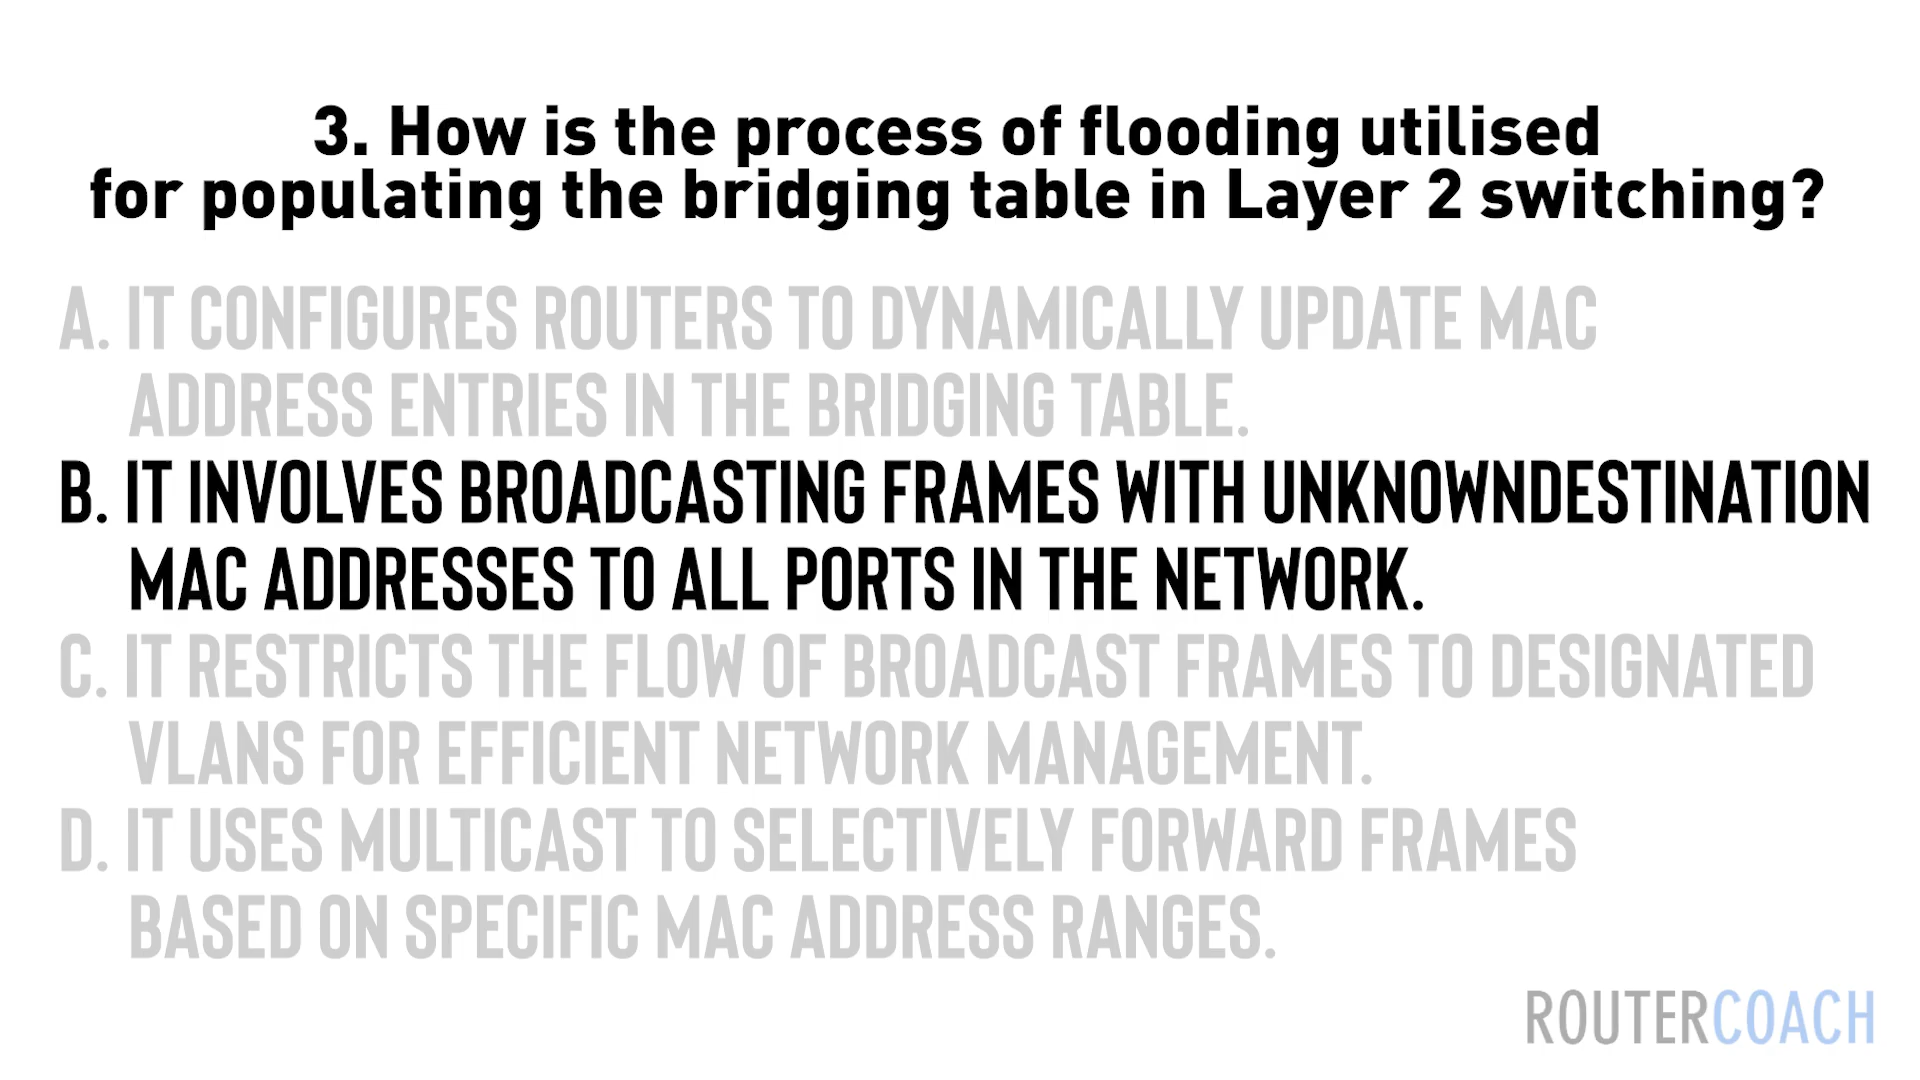 3. How is the process of flooding utilised
for populating the bridging table in Layer 2 switching?
A. IT CONFIGURES ROUTERS TO DYNAMICALLY UPDATE MAC
ADDRESS ENTRIES IN THE BRIDGING TABLE.
B. IT INVOLVES BROADCASTING FRAMES WITH UNKNOWNDESTINATION
MAC ADDRESSES TO ALL PORTS IN THE NETWORK.
C. IT RESTRICTS THE FLOW OF BROADCAST FRAMES TO DESIGNATED
VLANS FOR EFFICIENT NETWORK MANAGEMENT.
D. IT USES MULTICAST TO SELECTIVELY FORWARD FRAMES
BASED ON SPECIFIC MAC ADDRESS RANGES.
ROUTERCOACH